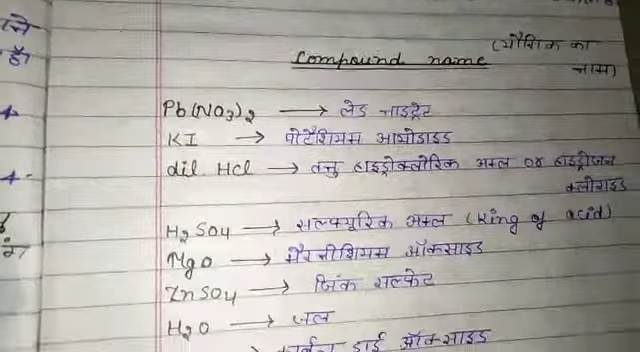 Compound name (यौगिक का
नाम)
Pb(NO3)2 → लेड नाइट्रेट
KI → पोटैशियम आयोडाइड
dil. Hcl → तनु हाइड्रोक्लोरिक अम्ल or हाइड्रोजन
क्लोराइड
H2SO4 → सल्फ्यूरिक अम्ल (King of acid)
MgO → मैग्नीशियम ऑक्साइड
ZnSO4 → जिंक सल्फेट
H2O → जल
→ कार्बन डाई ऑक्साइड